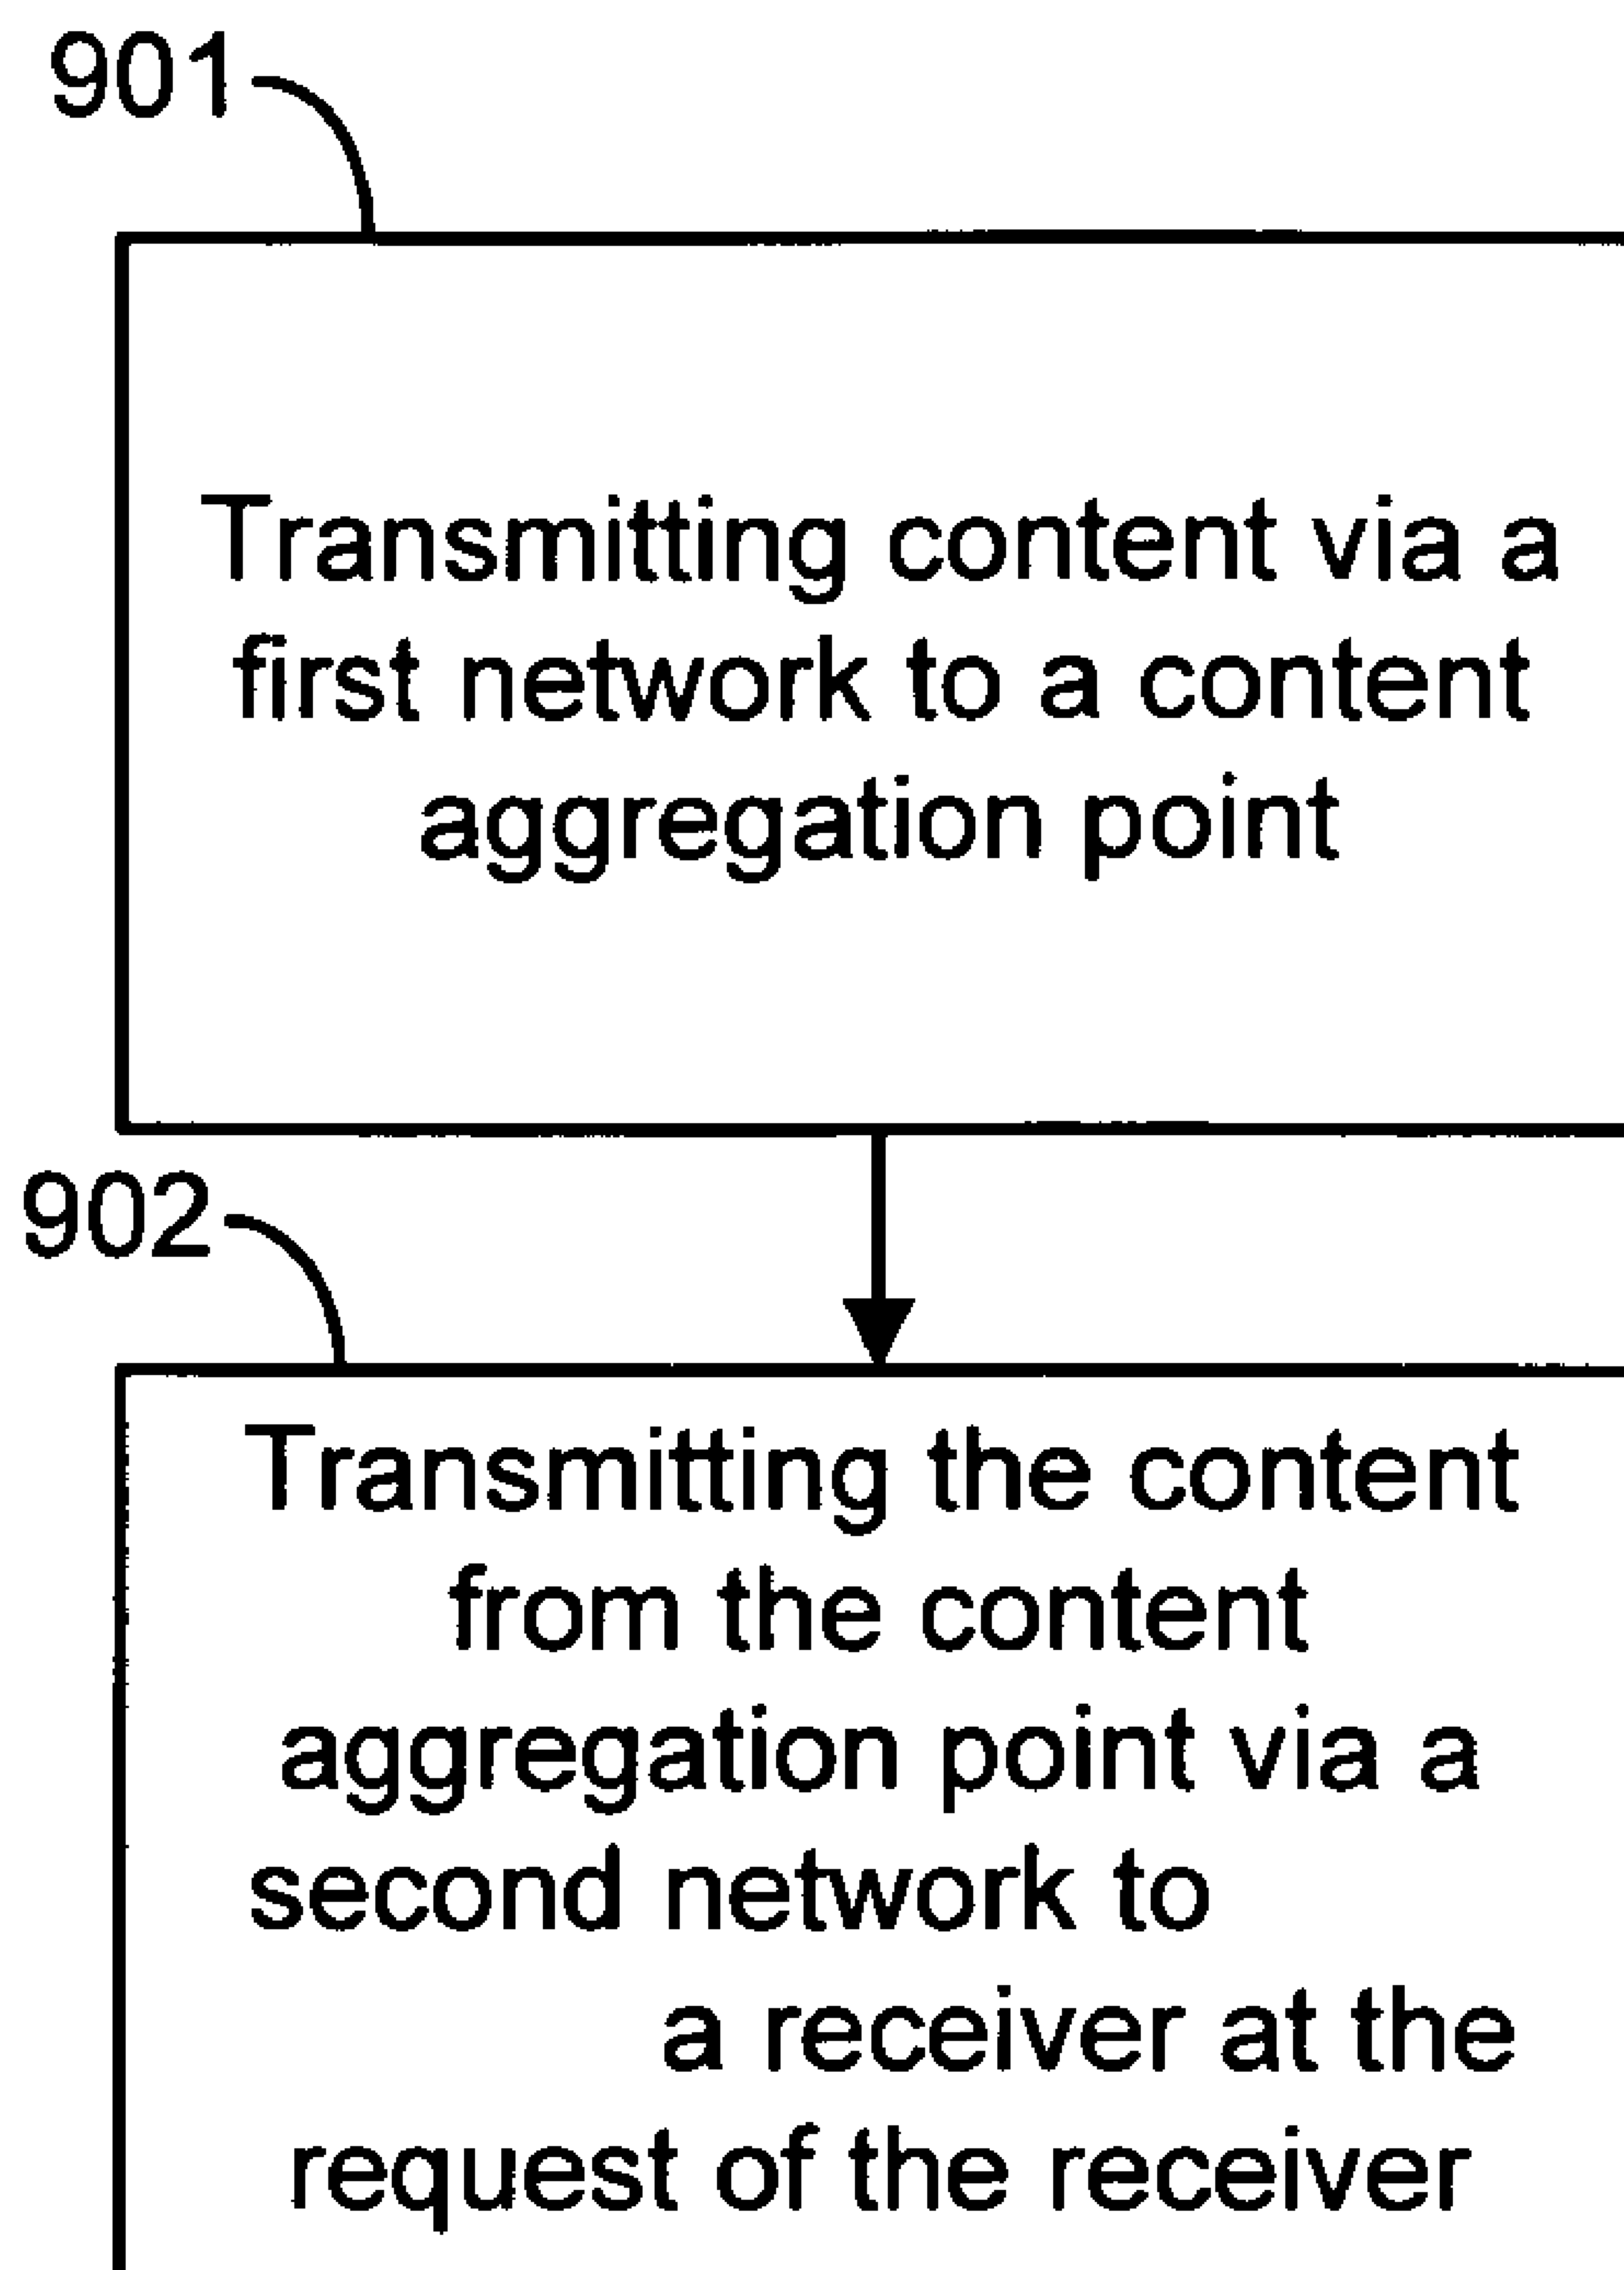 901
Transmitting content via a
first network to a content
aggregation point
902
Transmitting the content
from the content
aggregation point via a
second network to
a receiver at the
request of the receiver